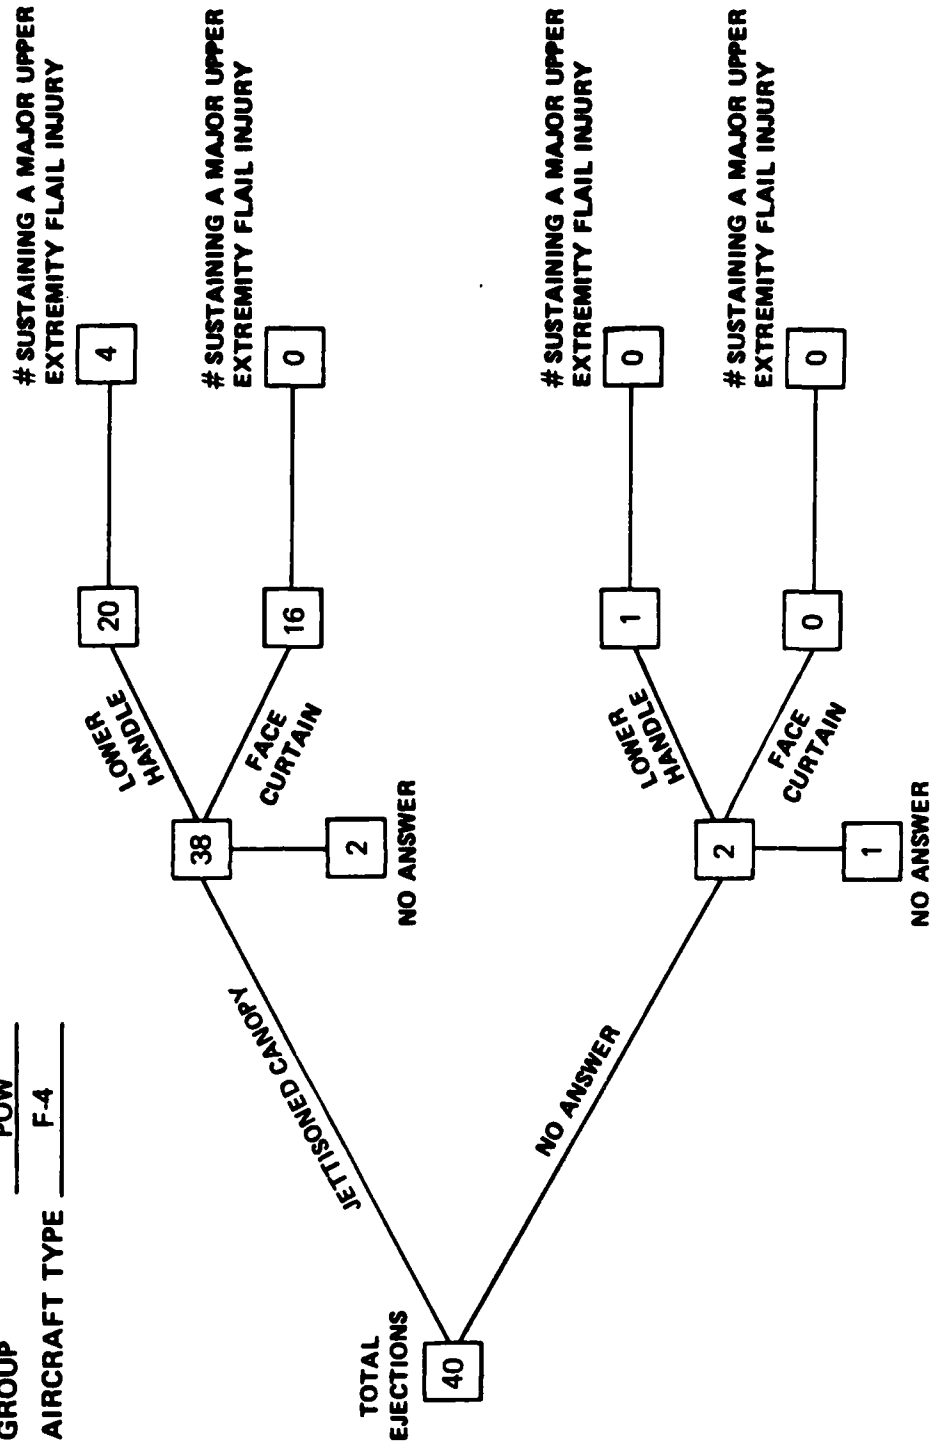 GROUP POW
AIRCRAFT TYPE F-4
TOTAL
EJECTIONS
40
JETTISONED CANOPY
NO ANSWER
38
LOWER
HANDLE
FACE
CURTAIN
2
NO ANSWER
20
16
# SUSTAINING A MAJOR UPPER
EXTREMITY FLAIL INJURY
4
# SUSTAINING A MAJOR UPPER
EXTREMITY FLAIL INJURY
0
2
LOWER
HANDLE
FACE
CURTAIN
1
NO ANSWER
1
0
# SUSTAINING A MAJOR UPPER
EXTREMITY FLAIL INJURY
0
# SUSTAINING A MAJOR UPPER
EXTREMITY FLAIL INJURY
0